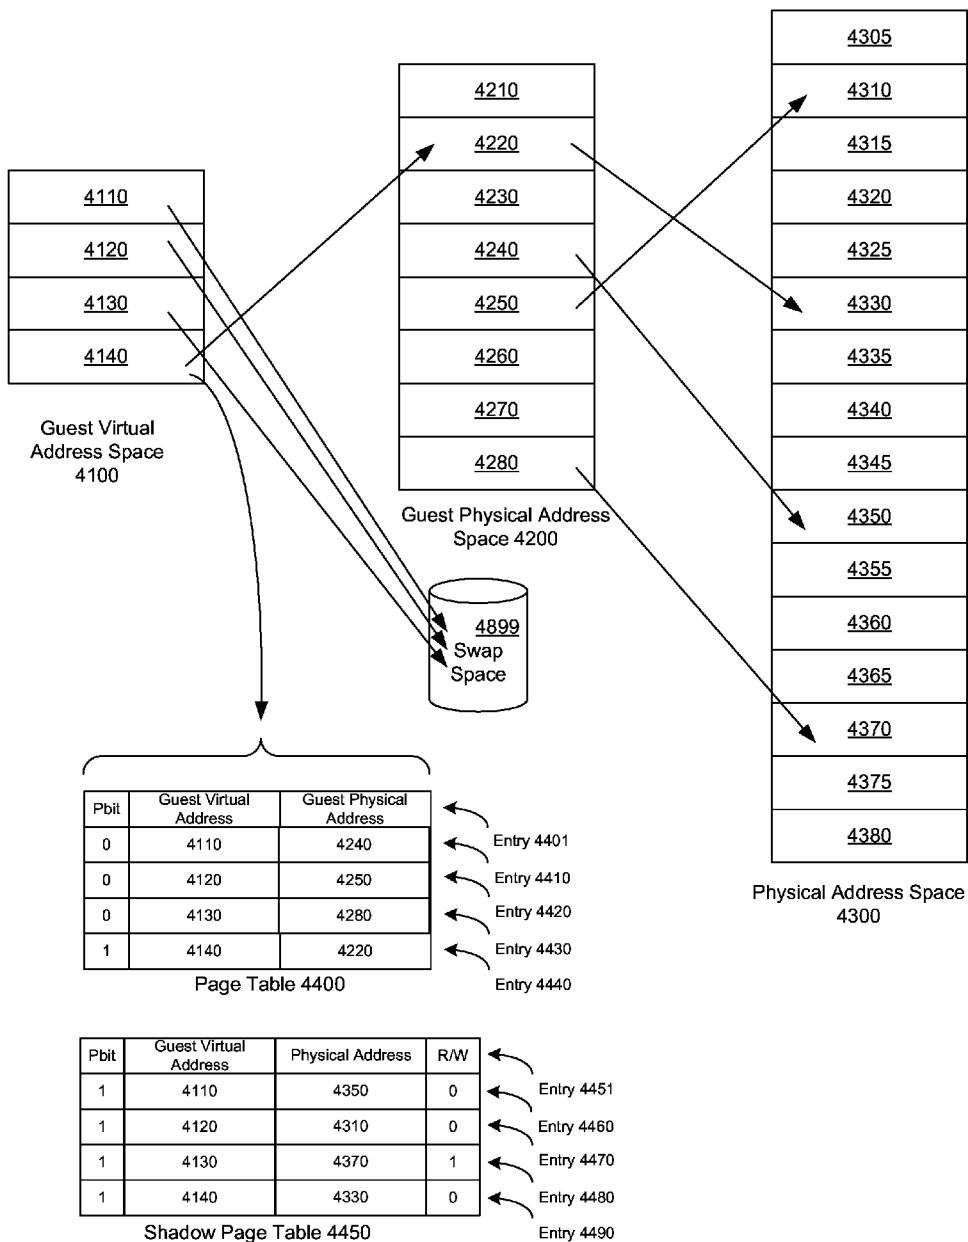 4110
4120
4130
4140
Guest Virtual
Address Space
4100
4210
4220
4230
4240
4250
4260
4270
4280
Guest Physical Address
Space 4200
4305
4310
4315
4320
4325
4330
4335
4340
4345
4350
4355
4360
4365
4370
4375
4380
Physical Address Space
4300
4899
Swap
Space
Pbit Guest Virtual Address Guest Physical Address
0 4110 4240
0 4120 4250
0 4130 4280
1 4140 4220
Entry 4401
Entry 4410
Entry 4420
Entry 4430
Entry 4440
Page Table 4400
Pbit Guest Virtual Address Physical Address R/W
1 4110 4350 0
1 4120 4310 0
1 4130 4370 1
1 4140 4330 0
Entry 4451
Entry 4460
Entry 4470
Entry 4480
Entry 4490
Shadow Page Table 4450